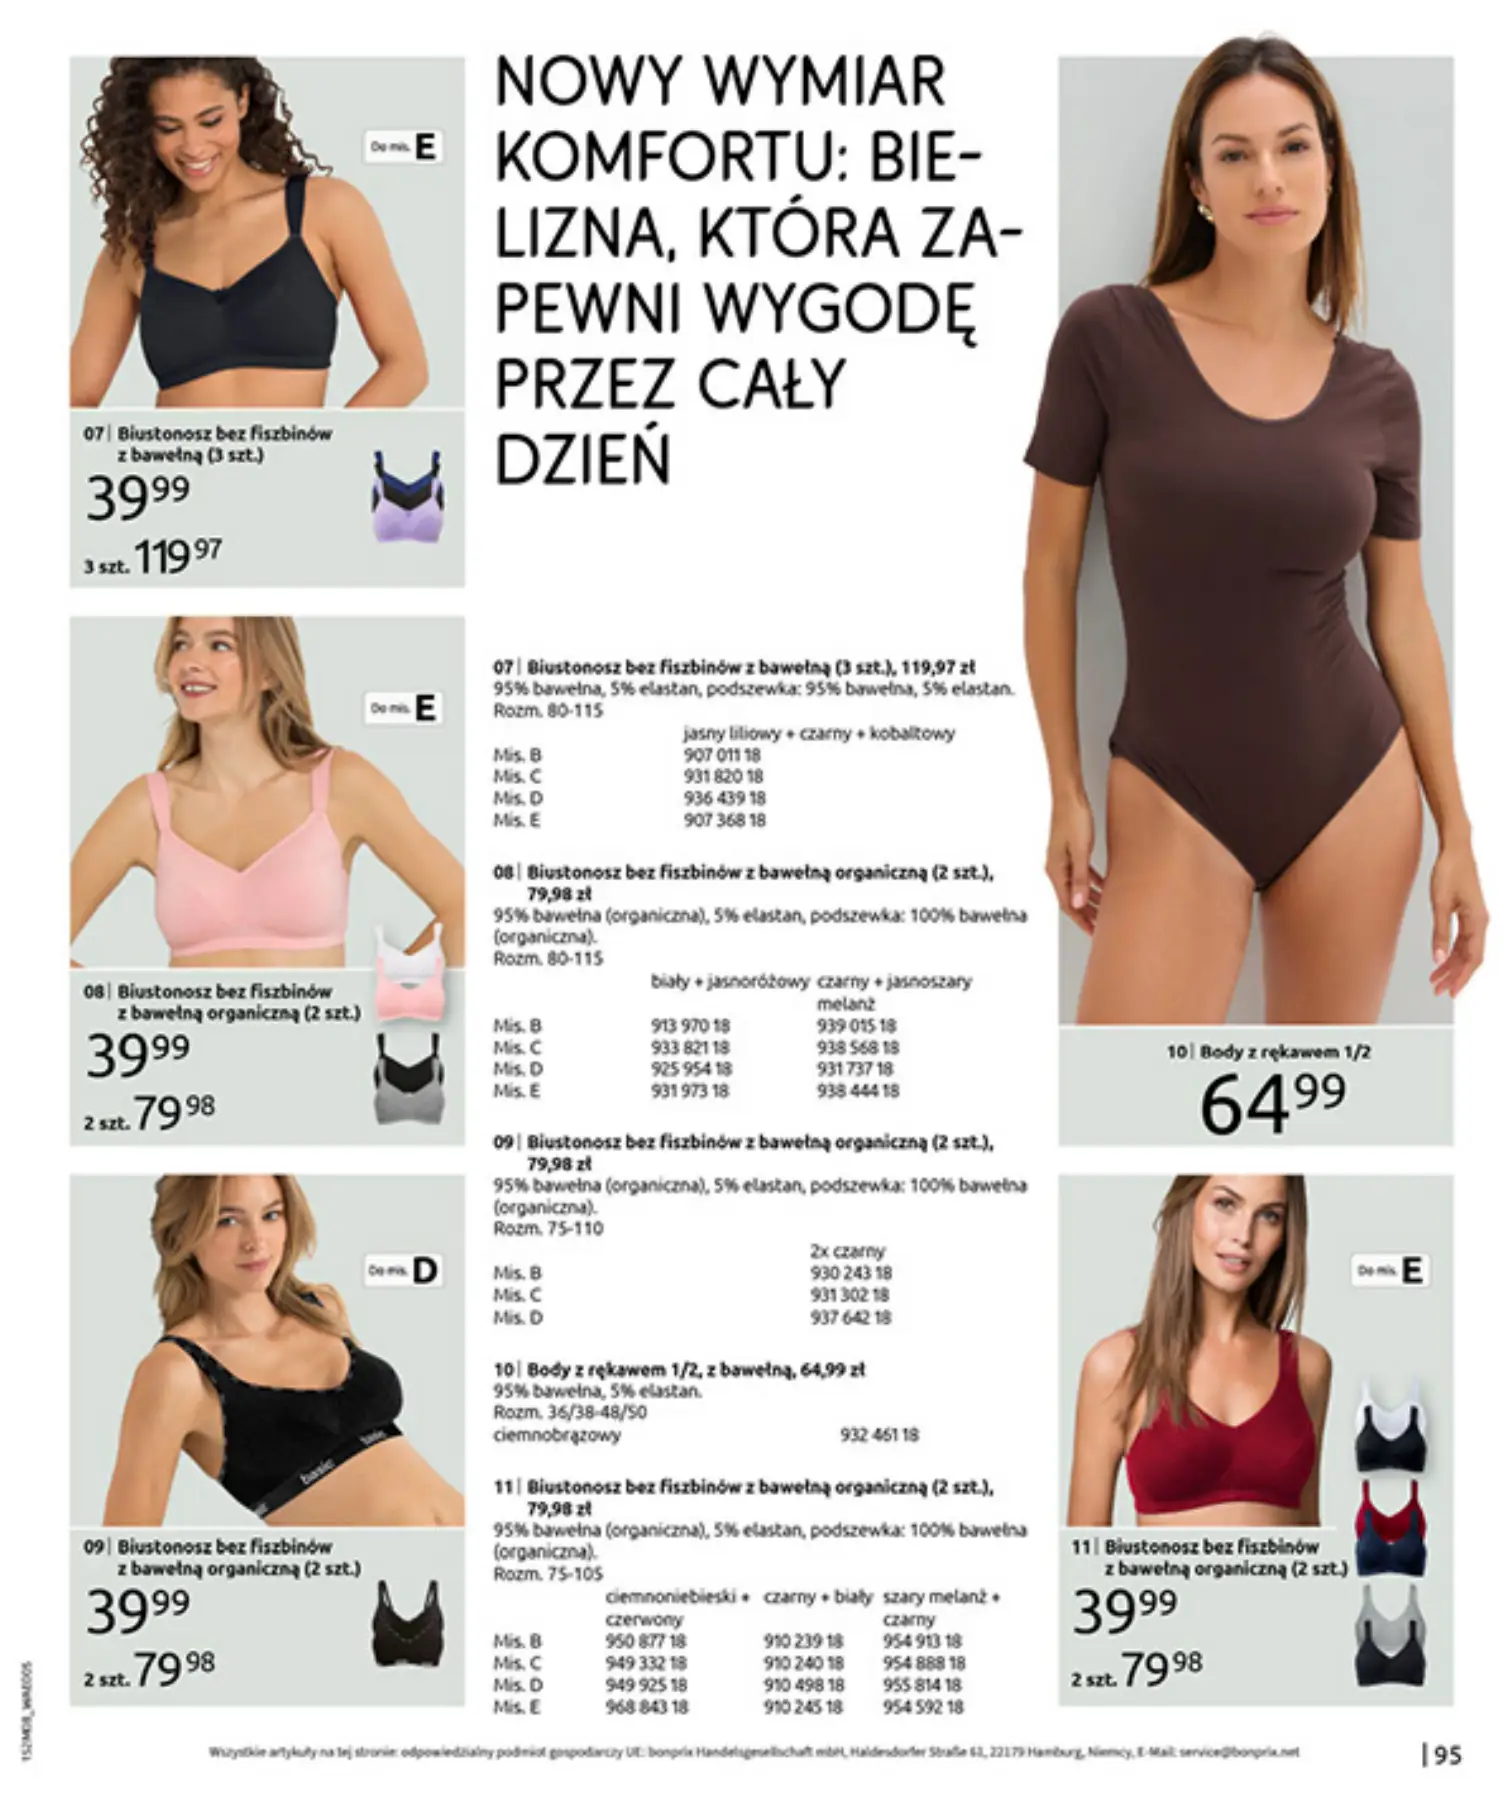 NOWY WYMIAR
KOMFORTU: BIE-
LIZNA, KTÓRA ZA-
PEWNI WYGODĘ
PRZEZ CAŁY
DZIEŃ
Do mis. E
07| Biustonosz bez fiszbinów
z bawełną (3 szt.)
39 99
3 szt. 119 97
Do mis. E
08| Biustonosz bez fiszbinów
z bawełną organiczną (2 szt.)
39 99
2 szt. 79 98
Do mis. D
basic
basic
09| Biustonosz bez fiszbinów
z bawełną organiczną (2 szt.)
39 99
2 szt. 79 98
07| Biustonosz bez fiszbinów z bawełną (3 szt.), 119,97 zł
95% bawełna, 5% elastan, podszewka: 95% bawełna, 5% elastan.
Rozm. 80-115
jasny liliowy + czarny + kobaltowy
Mis. B 907 011 18
Mis. C 931 820 18
Mis. D 936 439 18
Mis. E 907 368 18
08| Biustonosz bez fiszbinów z bawełną organiczną (2 szt.),
79,98 zł
95% bawełna (organiczna), 5% elastan, podszewka: 100% bawełna
(organiczna).
Rozm. 80-115
biały + jasnoróżowy czarny + jasnoszary
melanż
Mis. B 913 970 18 939 015 18
Mis. C 933 821 18 938 568 18
Mis. D 925 954 18 931 737 18
Mis. E 931 973 18 938 444 18
09| Biustonosz bez fiszbinów z bawełną organiczną (2 szt.),
79,98 zł
95% bawełna (organiczna), 5% elastan, podszewka: 100% bawełna
(organiczna).
Rozm. 75-110
2x czarny
Mis. B 930 243 18
Mis. C 931 302 18
Mis. D 937 642 18
10| Body z rękawem 1/2, z bawełną, 64,99 zł
95% bawełna, 5% elastan.
Rozm. 36/38-48/50
ciemnobrązowy 932 461 18
11| Biustonosz bez fiszbinów z bawełną organiczną (2 szt.),
79,98 zł
95% bawełna (organiczna), 5% elastan, podszewka: 100% bawełna
(organiczna).
Rozm. 75-105
ciemnoniebieski + czarny + biały szary melanż +
czerwony czarny
Mis. B 950 877 18 910 239 18 954 913 18
Mis. C 949 332 18 910 240 18 954 888 18
Mis. D 949 925 18 910 498 18 955 814 18
Mis. E 968 843 18 910 245 18 954 592 18
10| Body z rękawem 1/2
64 99
Do mis. E
11| Biustonosz bez fiszbinów
z bawełną organiczną (2 szt.)
39 99
2 szt. 79 98
152M08_WAE005
Wszystkie artykuły na tej stronie: odpowiedzialny podmiot gospodarczy UE: bonprix Handelsgesellschaft mbH, Haldesdorfer Straße 61, 22179 Hamburg, Niemcy, E-Mail: service@bonprix.net
| 95